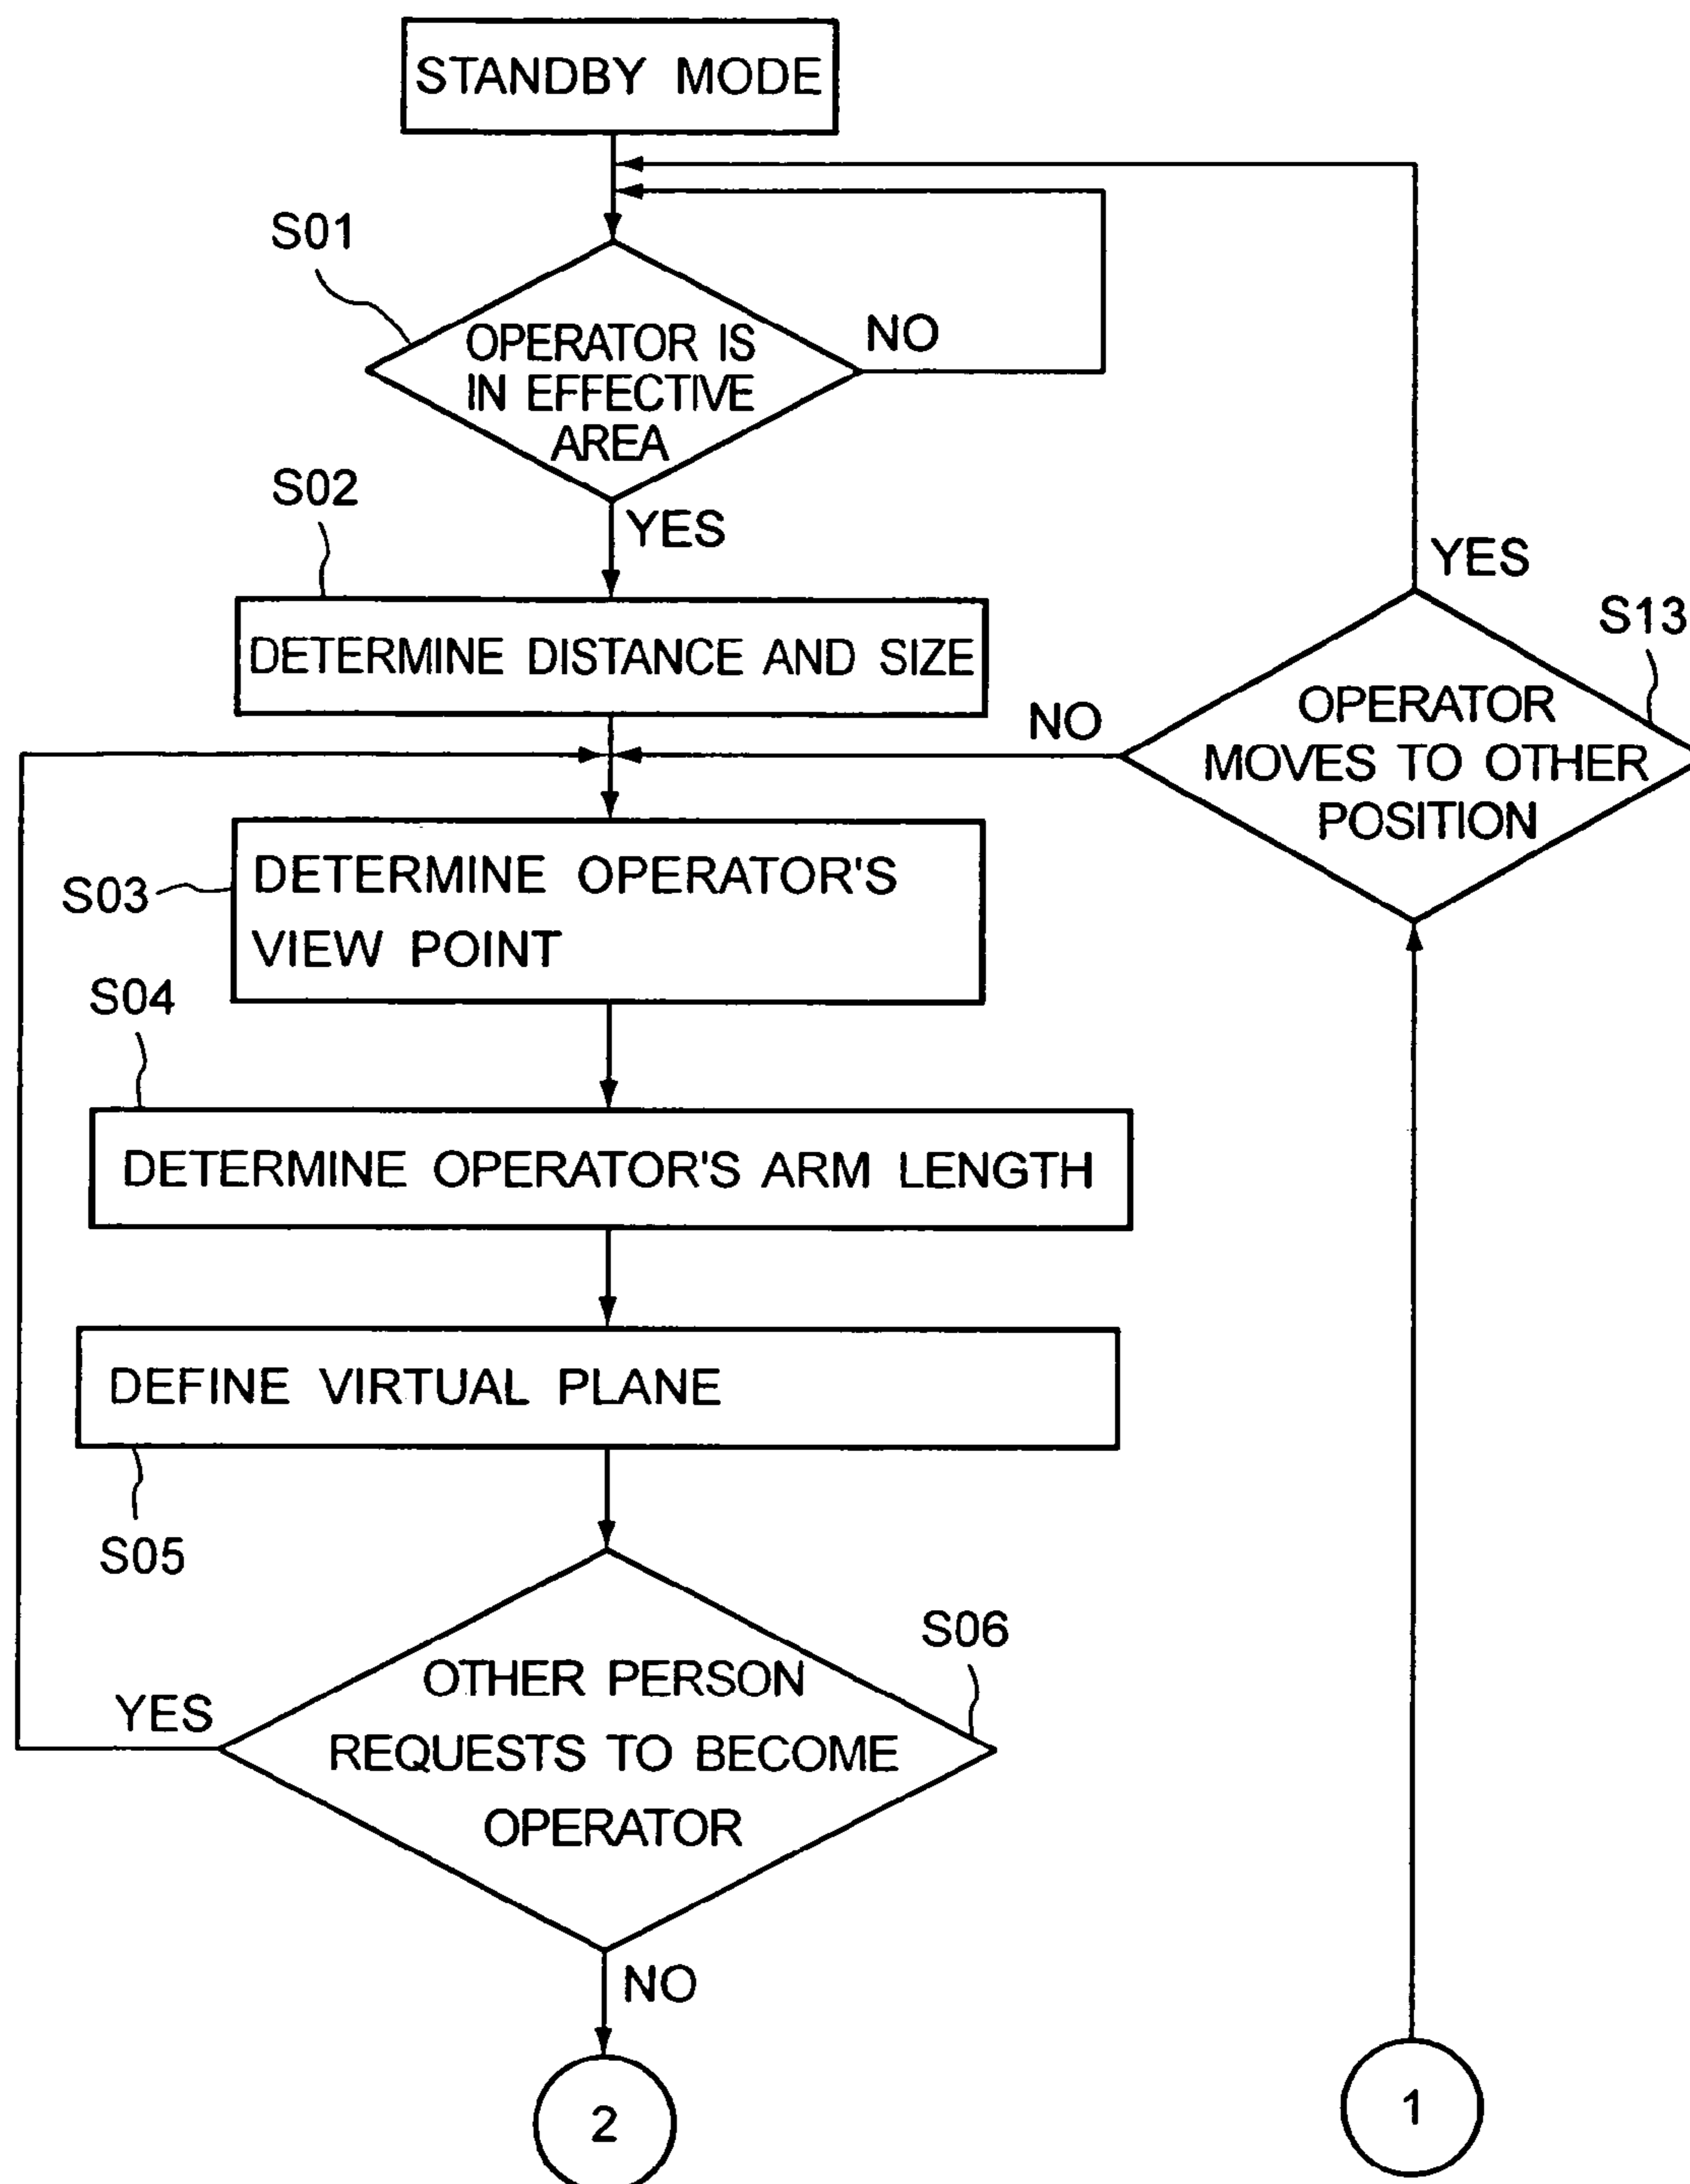 STANDBY MODE
S01
OPERATOR IS
IN EFFECTIVE
AREA
NO
YES
S02
DETERMINE DISTANCE AND SIZE
YES
S13
OPERATOR
MOVES TO OTHER
POSITION
NO
S03
DETERMINE OPERATOR'S
VIEW POINT
S04
DETERMINE OPERATOR'S ARM LENGTH
DEFINE VIRTUAL PLANE
S05
S06
OTHER PERSON
REQUESTS TO BECOME
OPERATOR
YES
NO
2
1